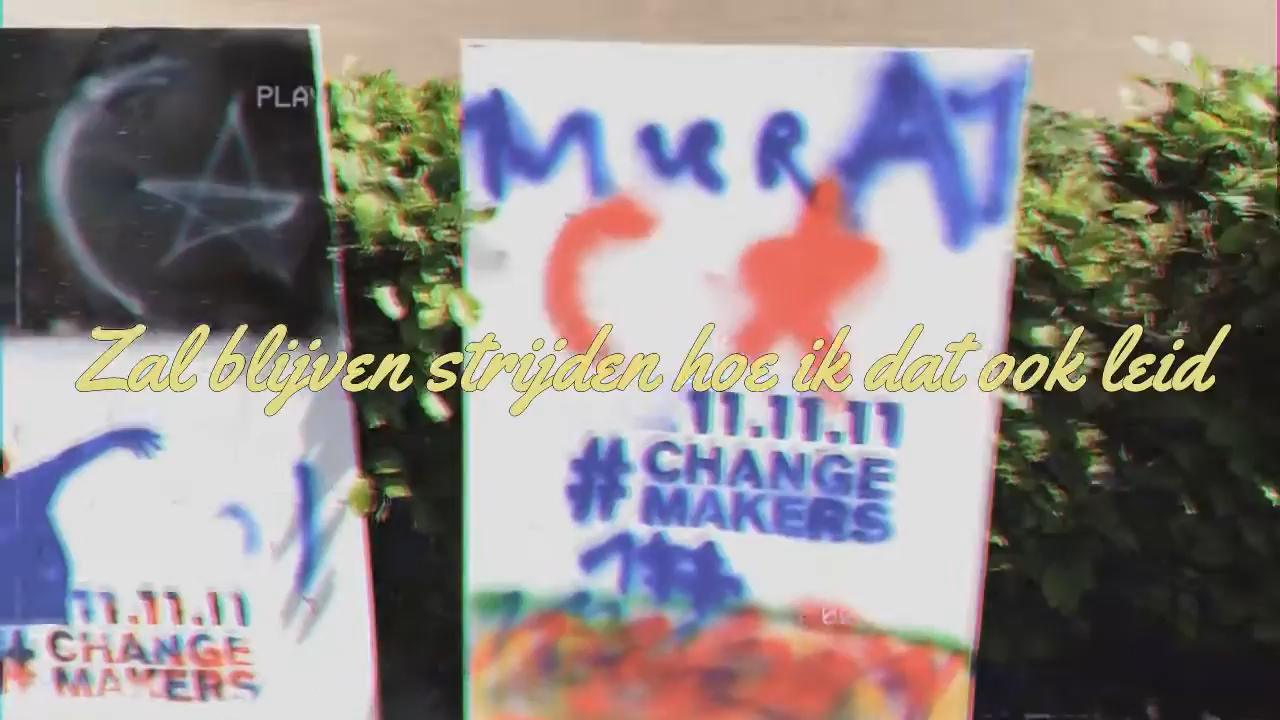 PLAY
MURAT
Zal blijven strijden hoe ik dat ook leid
11.11.11
# CHANGE
MAKERS
11.11.11
# CHANGE
MAKERS